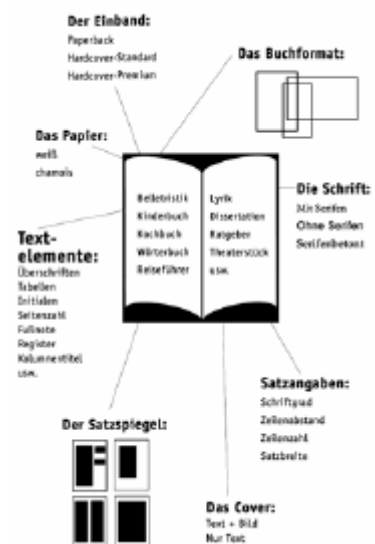 Der Einband:
Paperback
Hardcover-Standard
Hardcover-Premium
Das Buchformat:
Das Papier:
weiß
chamois
Belletristik
Kinderbuch
Kochbuch
Wörterbuch
Reiseführer
Lyrik
Dissertation
Ratgeber
Theaterstück
usw.
Die Schrift:
Mit Serifen
Ohne Serifen
Serifenbetont
Text-
elemente:
Überschriften
Tabellen
Initialen
Seitenzahl
Fußnote
Register
Kolumnentitel
usw.
Satzangaben:
Schriftgrad
Zeilenabstand
Zeilenzahl
Satzbreite
Der Satzspiegel:
Das Cover:
Text + Bild
Nur Text